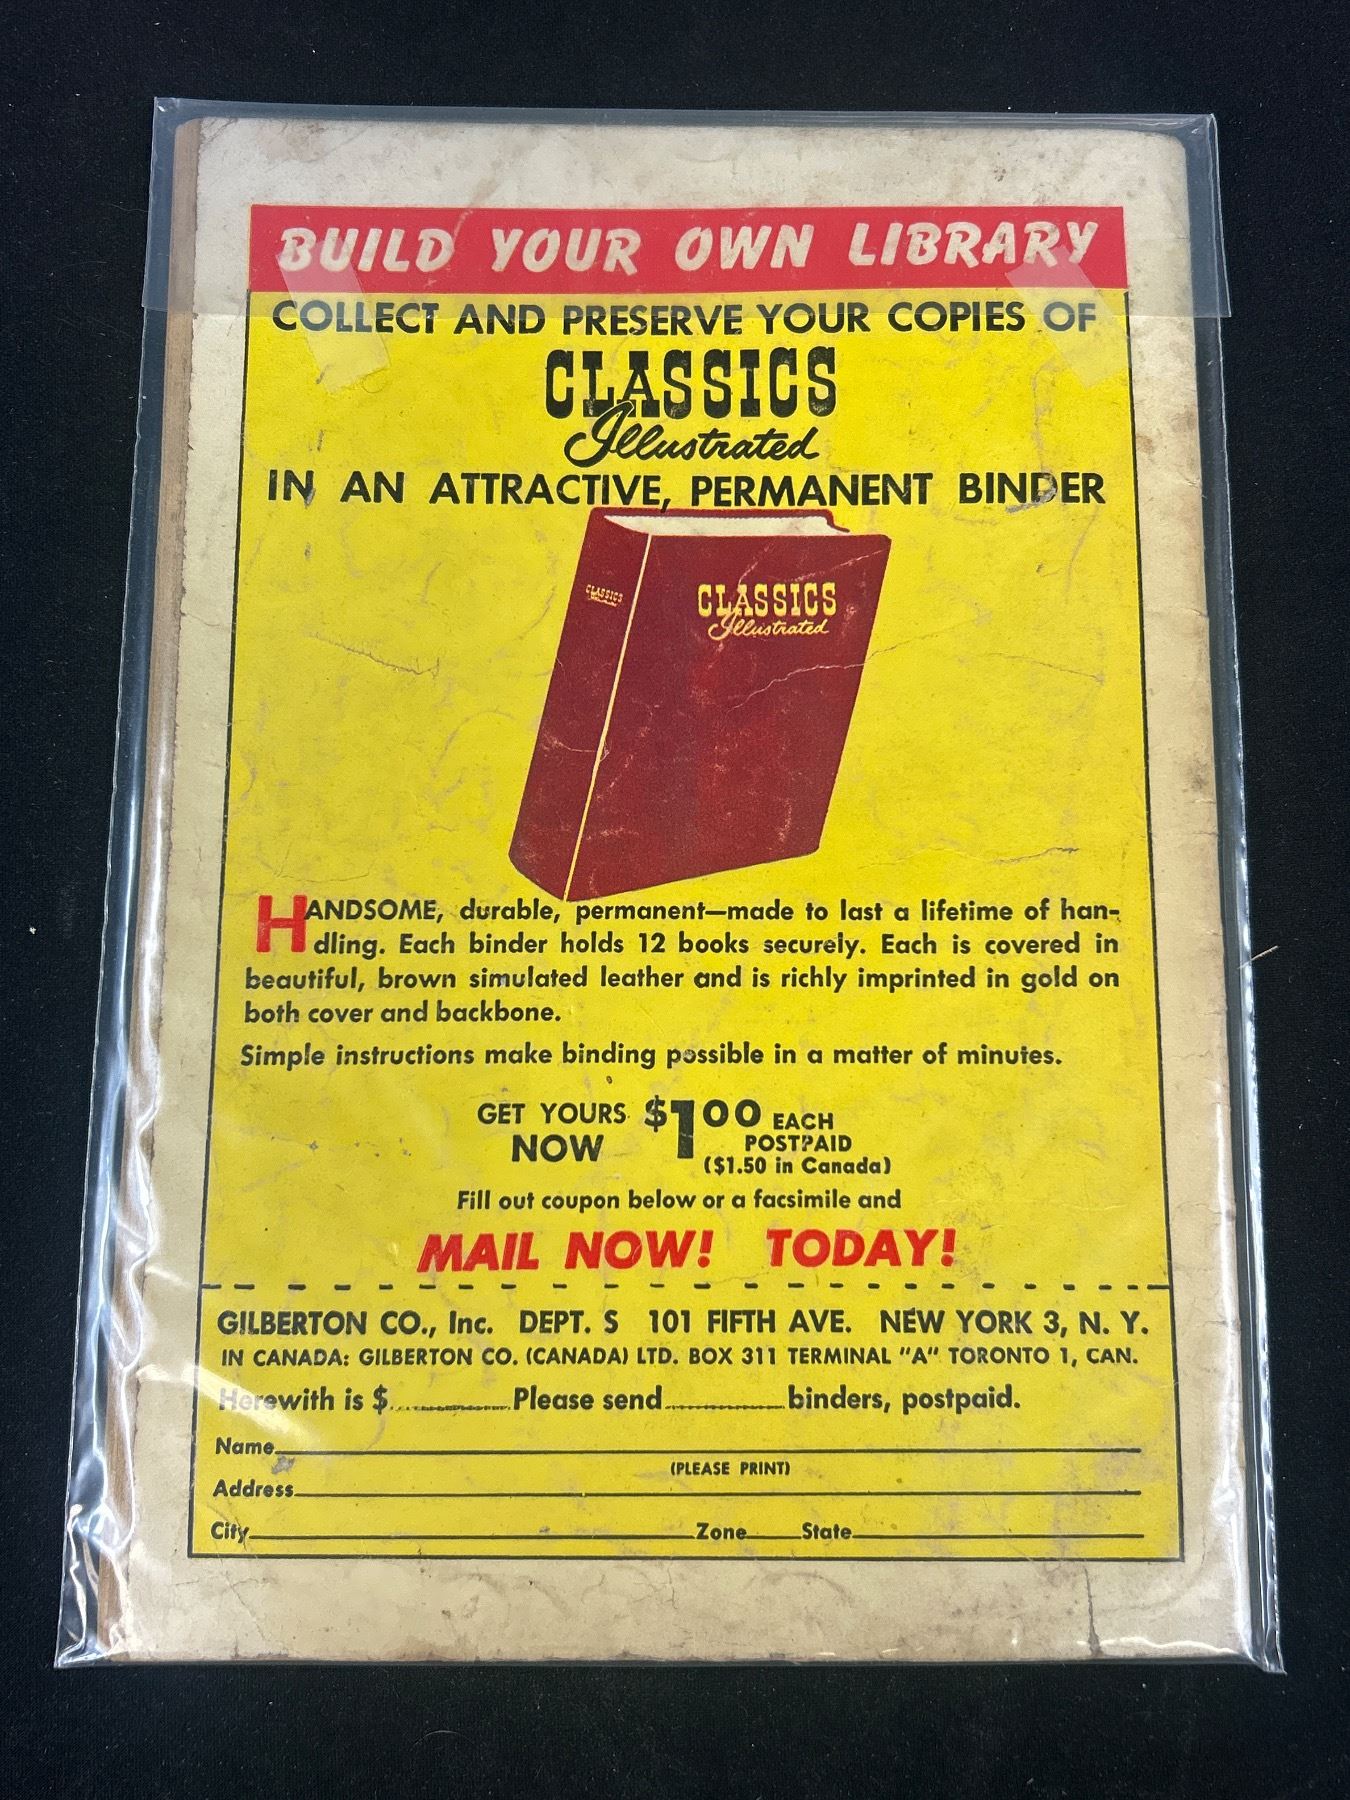 BUILD YOUR OWN LIBRARY
COLLECT AND PRESERVE YOUR COPIES OF
CLASSICS
Illustrated
IN AN ATTRACTIVE, PERMANENT BINDER
CLASSICS
CLASSICS
Illustrated
HANDSOME, durable, permanent—made to last a lifetime of han-
dling. Each binder holds 12 books securely. Each is covered in
beautiful, brown simulated leather and is richly imprinted in gold on
both cover and backbone.
Simple instructions make binding possible in a matter of minutes.
GET YOURS NOW $1.00 EACH
POSTPAID
($1.50 in Canada)
Fill out coupon below or a facsimile and
MAIL NOW! TODAY!
GILBERTON CO., Inc. DEPT. S 101 FIFTH AVE. NEW YORK 3, N. Y.
IN CANADA: GILBERTON CO. (CANADA) LTD. BOX 311 TERMINAL "A" TORONTO 1, CAN.
Herewith is $ Please send binders, postpaid.
Name
(PLEASE PRINT)
Address
City Zone State